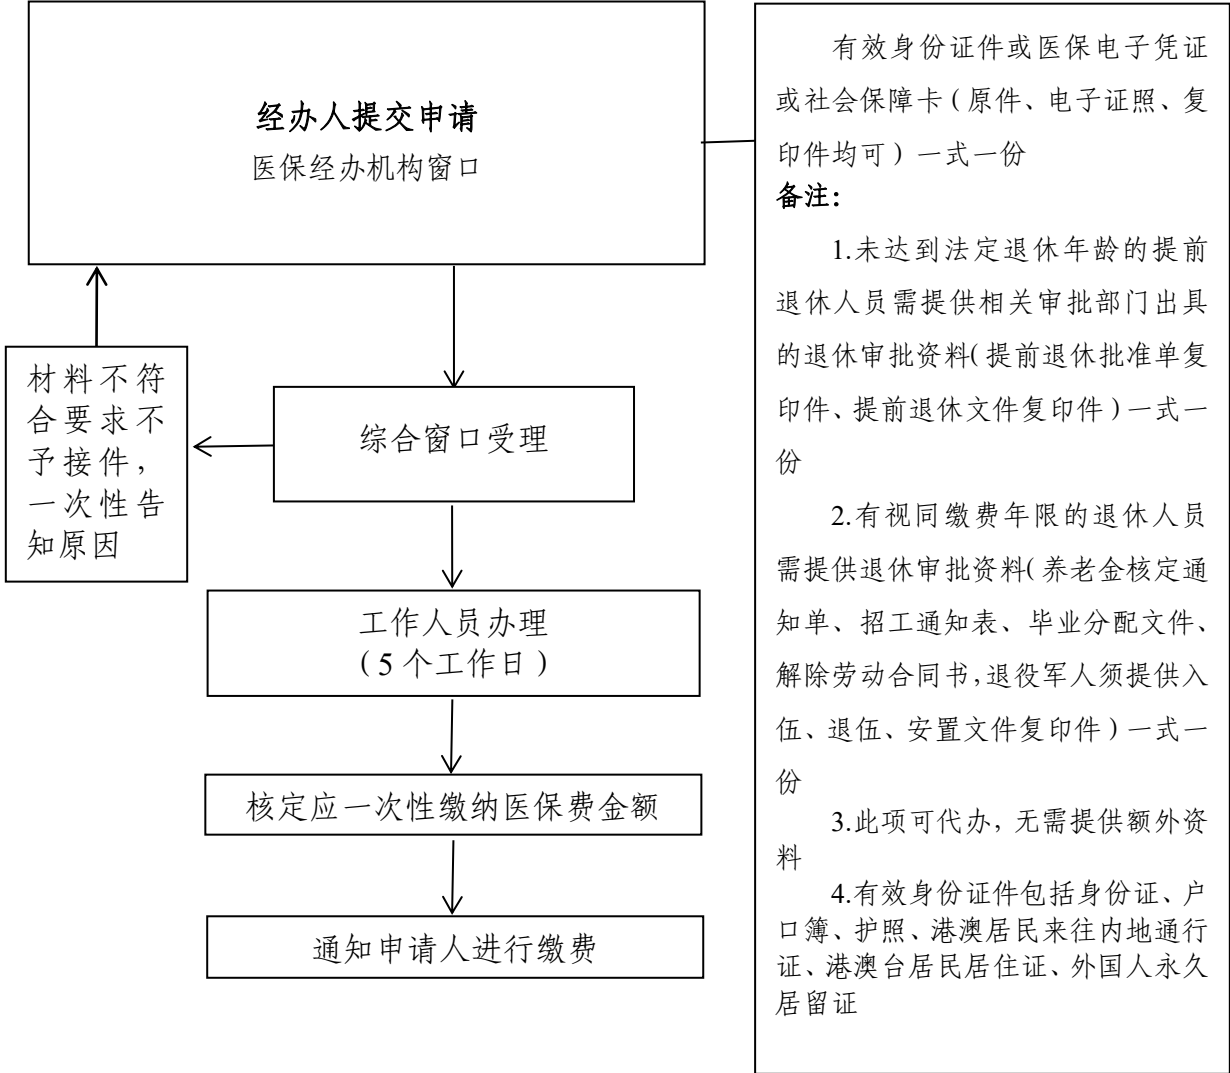 经办人提交申请
医保经办机构窗口
材料不符
合要求不
予接件，
一次性告
知原因
综合窗口受理
工作人员办理
（5 个工作日）
核定应一次性缴纳医保费金额
通知申请人进行缴费
有效身份证件或医保电子凭证
或社会保障卡（原件、电子证照、复
印件均可）一式一份
备注：
1.未达到法定退休年龄的提前
退休人员需提供相关审批部门出具
的退休审批资料（提前退休批准单复
印件、提前退休文件复印件）一式一
份
2.有视同缴费年限的退休人员
需提供退休审批资料（养老金核定通
知单、招工通知表、毕业分配文件、
解除劳动合同书，退役军人须提供入
伍、退伍、安置文件复印件）一式一
份
3.此项可代办，无需提供额外资
料
4.有效身份证件包括身份证、户
口簿、护照、港澳居民来往内地通行
证、港澳台居民居住证、外国人永久
居留证